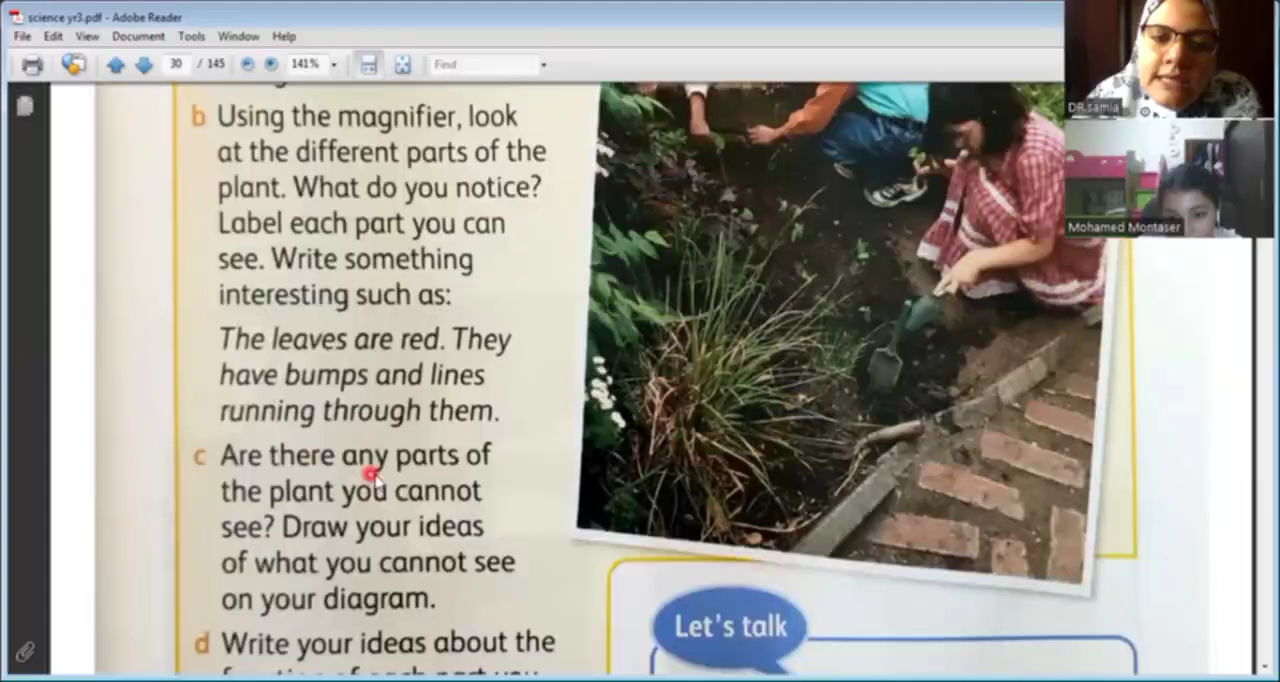 science yr3.pdf - Adobe Reader
File Edit View Document Tools Window Help
30 / 145 141% Find
b Using the magnifier, look
at the different parts of the
plant. What do you notice?
Label each part you can
see. Write something
interesting such as:
The leaves are red. They
have bumps and lines
running through them.
c Are there any parts of
the plant you cannot
see? Draw your ideas
of what you cannot see
on your diagram.
d Write your ideas about the
Let's talk
DR.samia
Mohamed Montaser